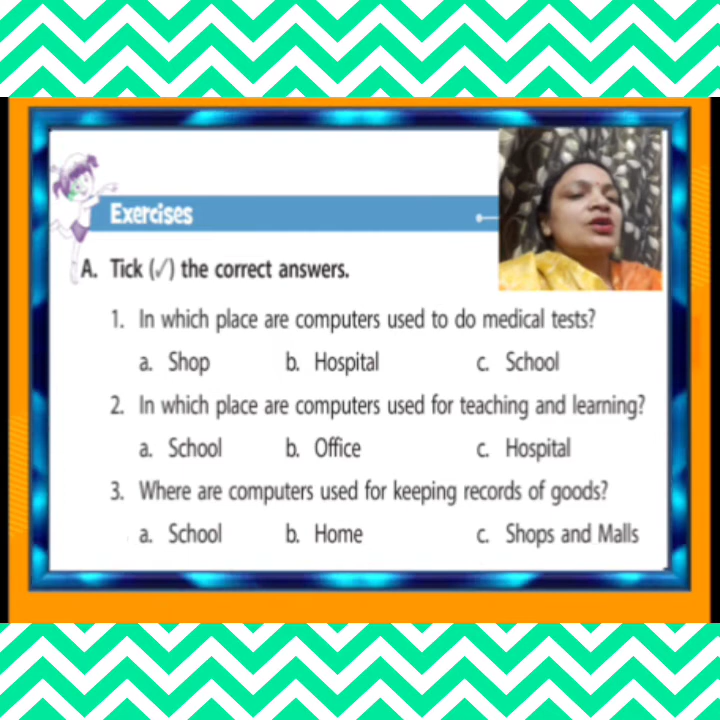 Exercises
A. Tick (✓) the correct answers.
1. In which place are computers used to do medical tests?
a. Shop b. Hospital c. School
2. In which place are computers used for teaching and learning?
a. School b. Office c. Hospital
3. Where are computers used for keeping records of goods?
a. School b. Home c. Shops and Malls